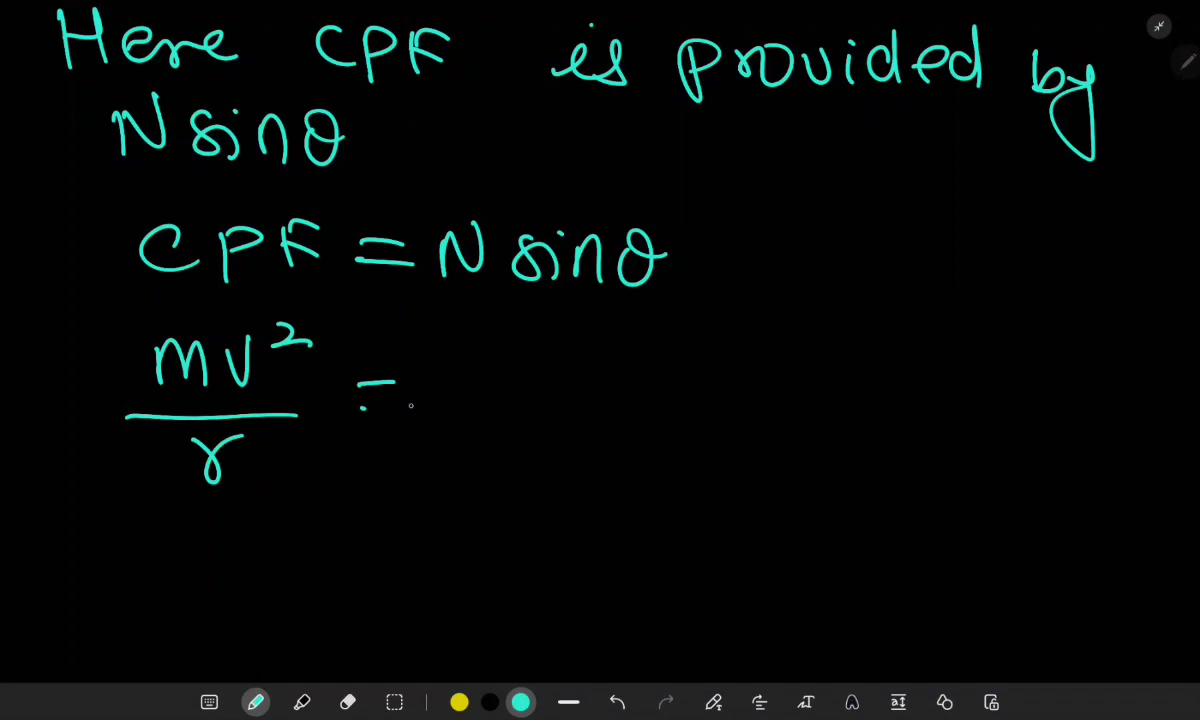 Here CPF is provided by
N sinθ
CPF = N sinθ
mv²
r
=